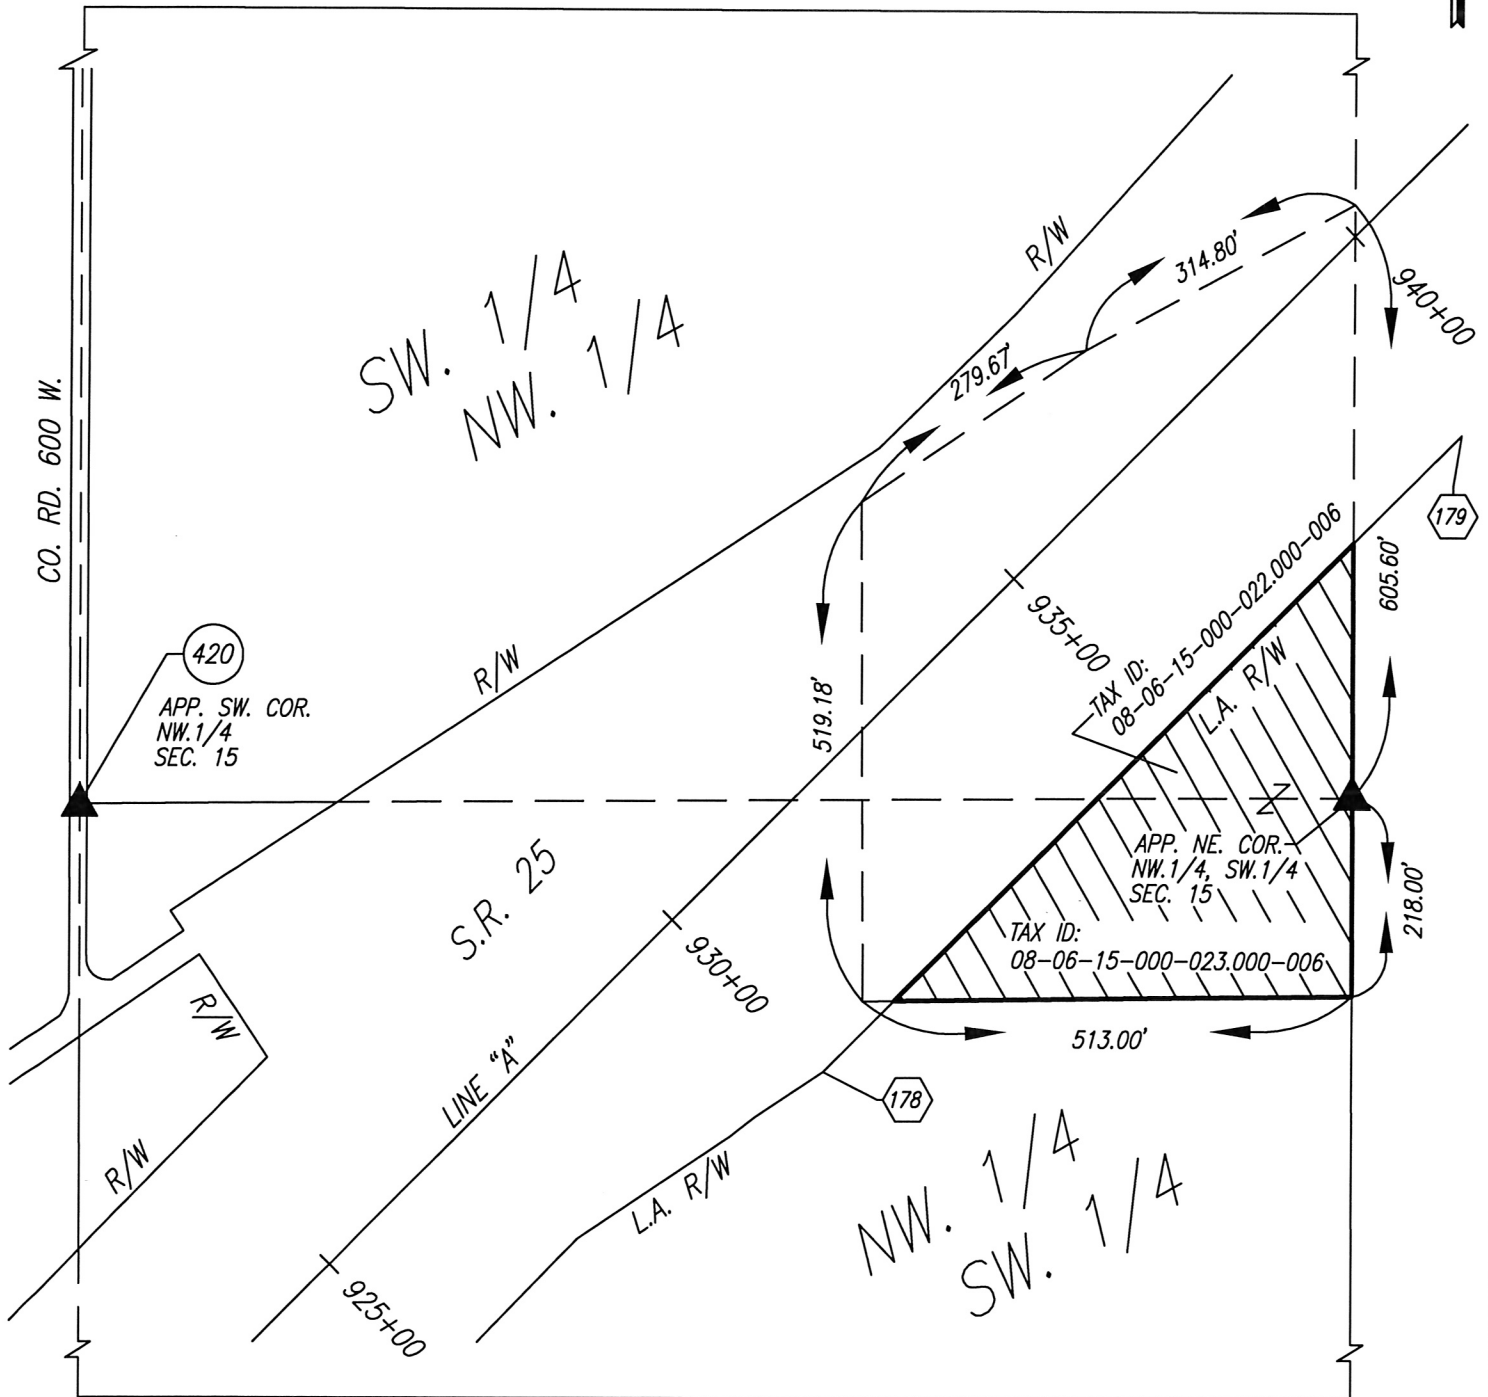 SW. 1/4
NW. 1/4
R/W
314.80'
940+00
279.67'
CO. RD. 600 W.
179
605.60'
935+00
TAX ID:
08-06-15-000-022.000-006
L.A. R/W
420
APP. SW. COR.
NW.1/4
SEC. 15
R/W
519.18'
APP. NE. COR.
NW.1/4, SW.1/4
SEC. 15
218.00'
S.R. 25
TAX ID:
08-06-15-000-023.000-006
930+00
R/W
513.00'
LINE "A"
178
R/W
L.A. R/W
NW. 1/4
SW. 1/4
925+00